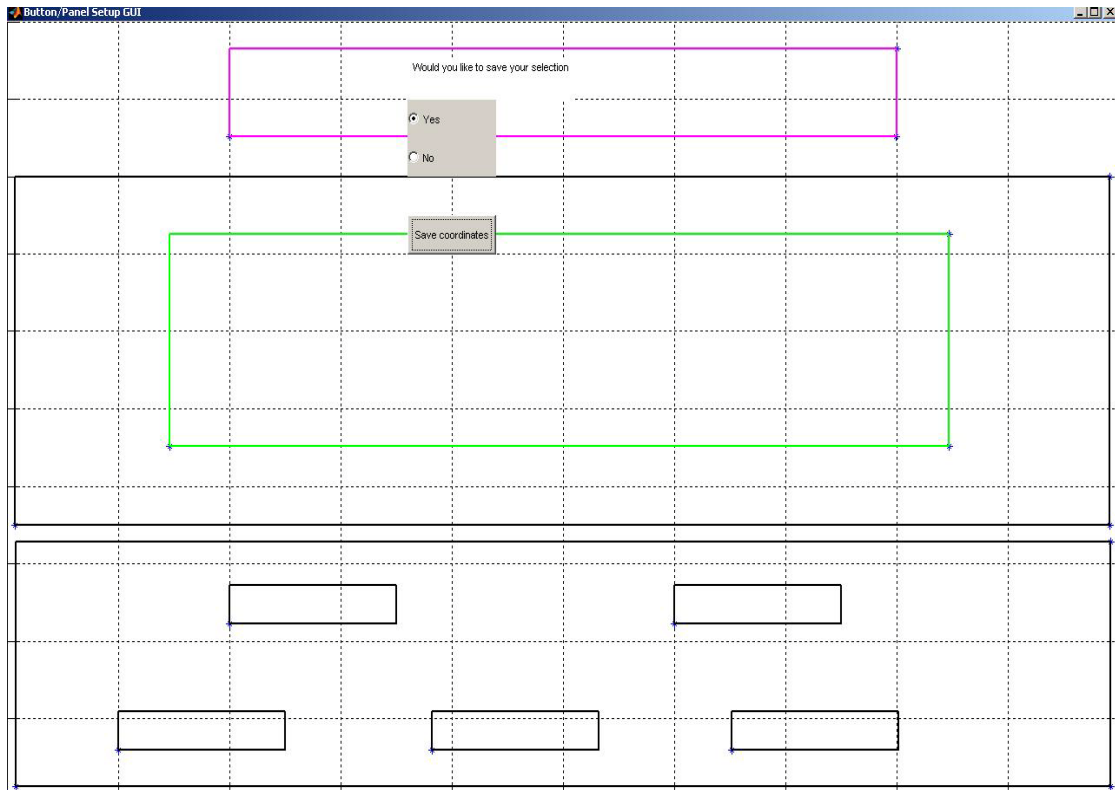 Button/Panel Setup GUI
Would you like to save your selection
Yes
No
Save coordinates